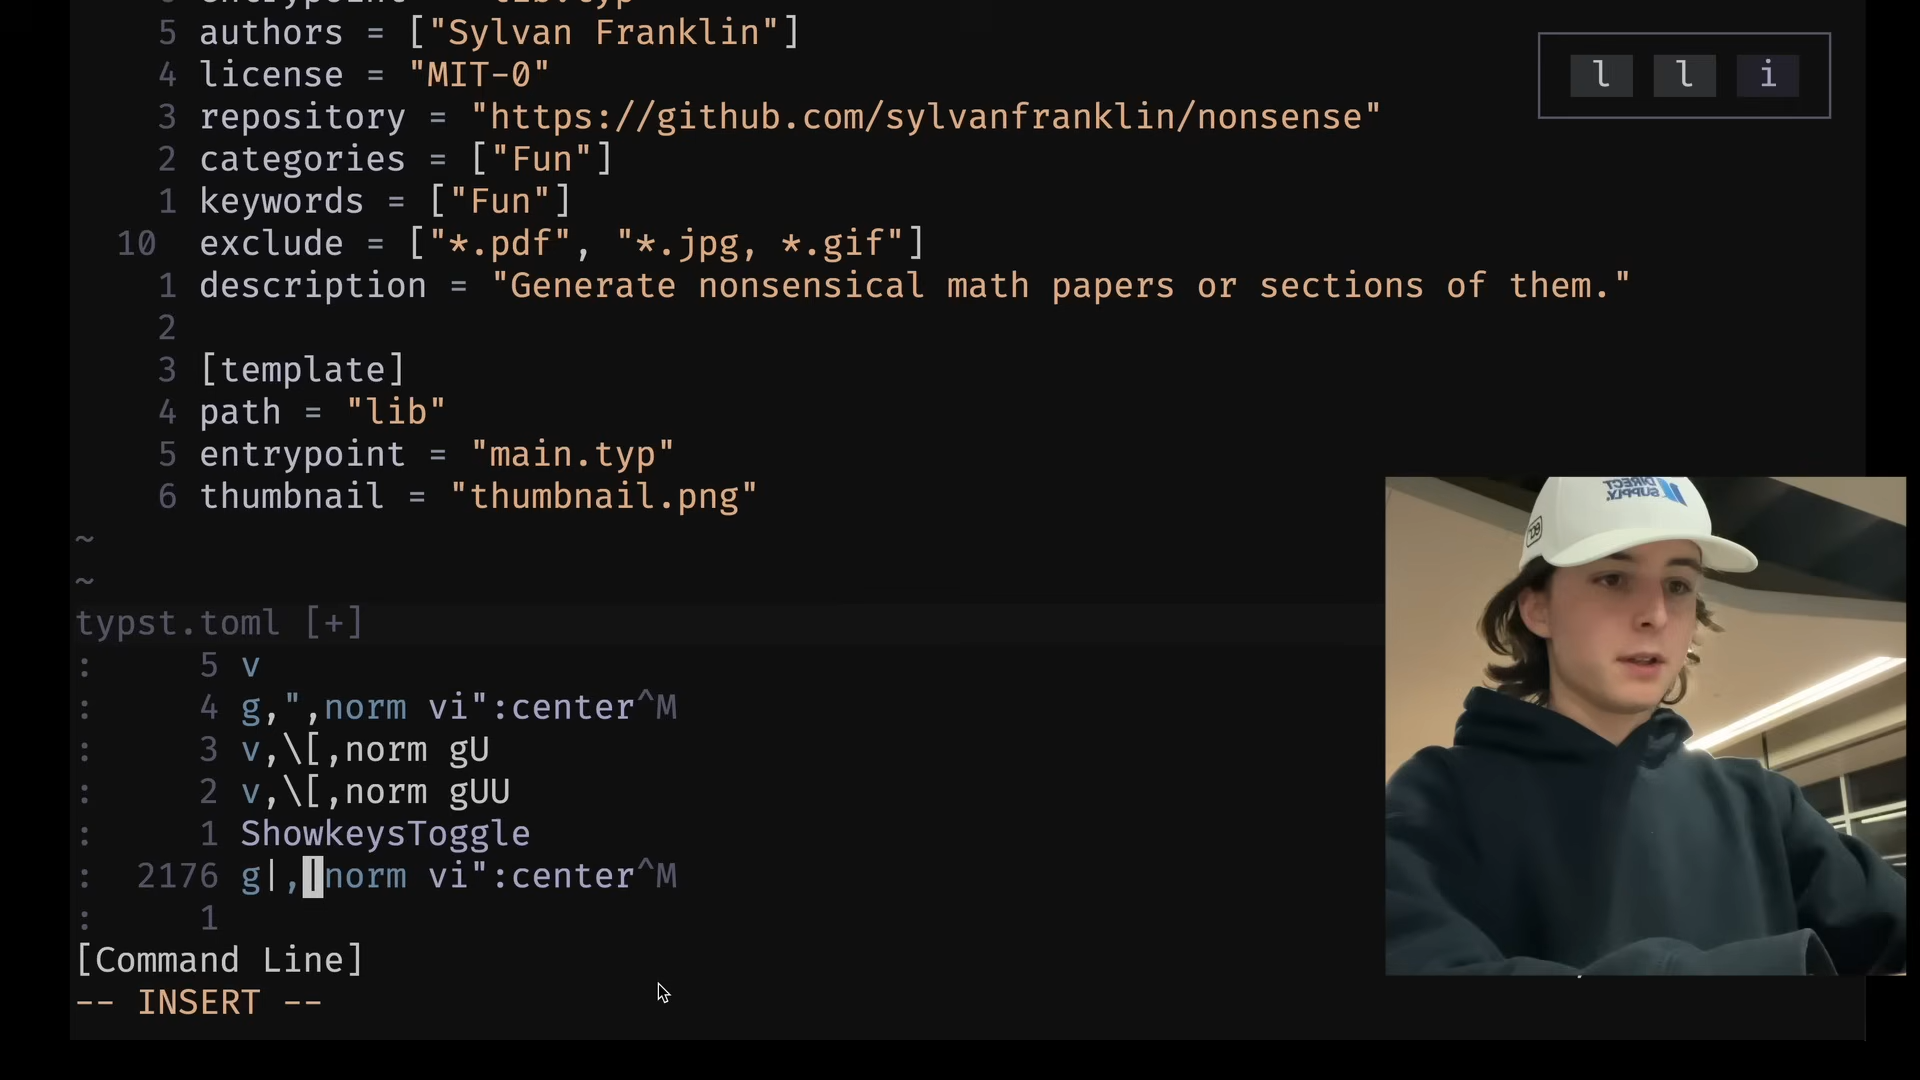 5 authors = ["Sylvan Franklin"]
4 license = "MIT-0"
3 repository = "https://github.com/sylvanfranklin/nonsense"
2 categories = ["Fun"]
1 keywords = ["Fun"]
10 exclude = ["*.pdf", "*.jpg, *.gif"]
1 description = "Generate nonsensical math papers or sections of them."
2
3 [template]
4 path = "lib"
5 entrypoint = "main.typ"
6 thumbnail = "thumbnail.png"
~
~
typst.toml [+]
: 5 v
: 4 g,",norm vi":center^M
: 3 v,\[,norm gU
: 2 v,\[,norm gUU
: 1 ShowkeysToggle
: 2176 g|,|norm vi":center^M
: 1
[Command Line]
-- INSERT --
l l i
DIRECT
SUPPLY